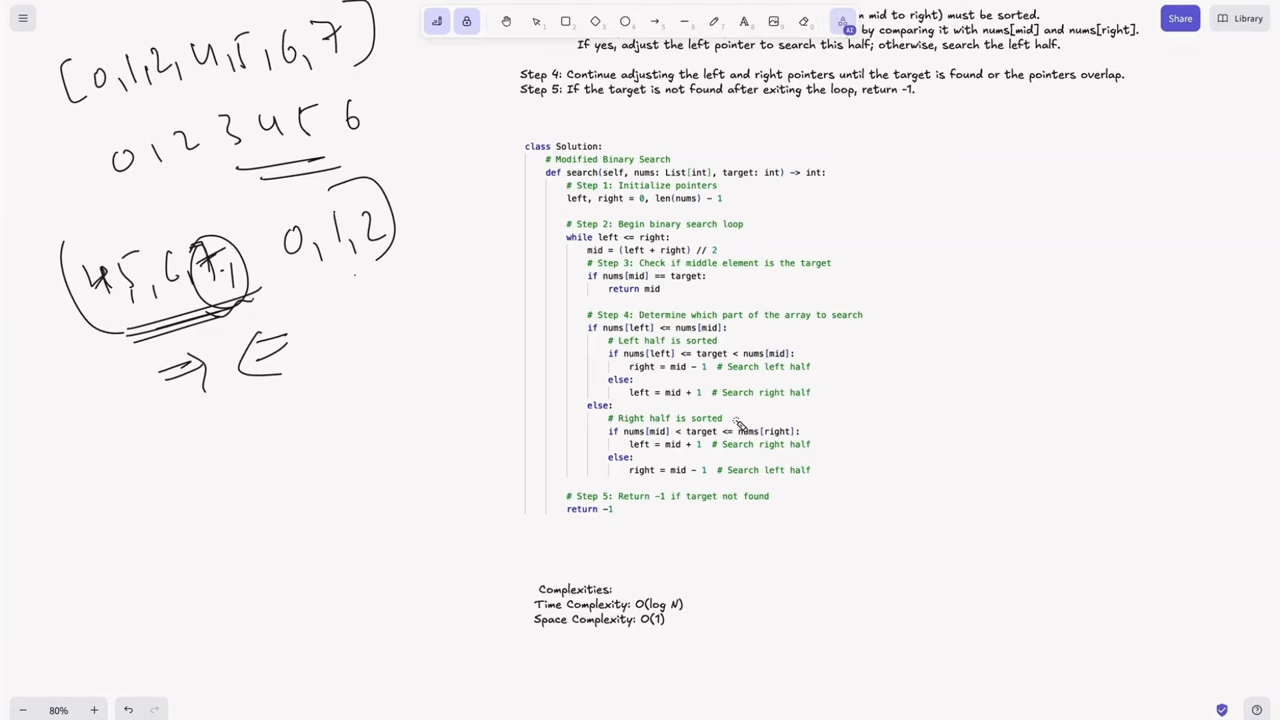 Share
Library
n mid to right) must be sorted.
by comparing it with nums[mid] and nums[right].
If yes, adjust the left pointer to search this half; otherwise, search the left half.
Step 4: Continue adjusting the left and right pointers until the target is found or the pointers overlap.
Step 5: If the target is not found after exiting the loop, return -1.
[0,1,2,4,5,6,7]
0 1 2 3 4 5 6
4 5, 6, 7, -1 0, 1, 2
class Solution:
# Modified Binary Search
def search(self, nums: List[int], target: int) -> int:
# Step 1: Initialize pointers
left, right = 0, len(nums) - 1
# Step 2: Begin binary search loop
while left <= right:
mid = (left + right) // 2
# Step 3: Check if middle element is the target
if nums[mid] == target:
return mid
# Step 4: Determine which part of the array to search
if nums[left] <= nums[mid]:
# Left half is sorted
if nums[left] <= target < nums[mid]:
right = mid - 1 # Search left half
else:
left = mid + 1 # Search right half
else:
# Right half is sorted
if nums[mid] < target <= nums[right]:
left = mid + 1 # Search right half
else:
right = mid - 1 # Search left half
# Step 5: Return -1 if target not found
return -1
Complexities:
Time Complexity: O(log N)
Space Complexity: O(1)
80%